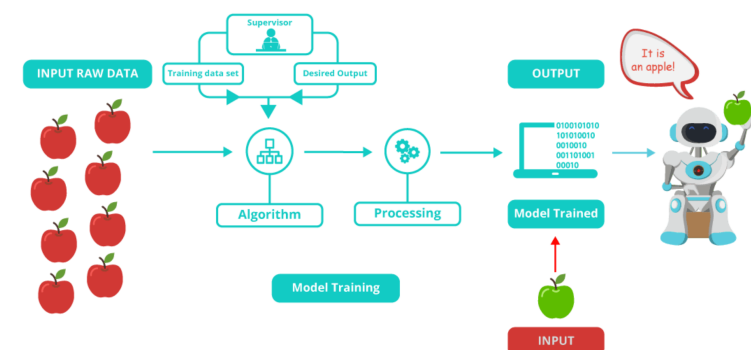 Supervisor
INPUT RAW DATA
Training data set
Desired Output
OUTPUT
It is
an apple!
0100101010
101010010
0010010
001101001
00010
Algorithm
Processing
Model Trained
Model Training
INPUT